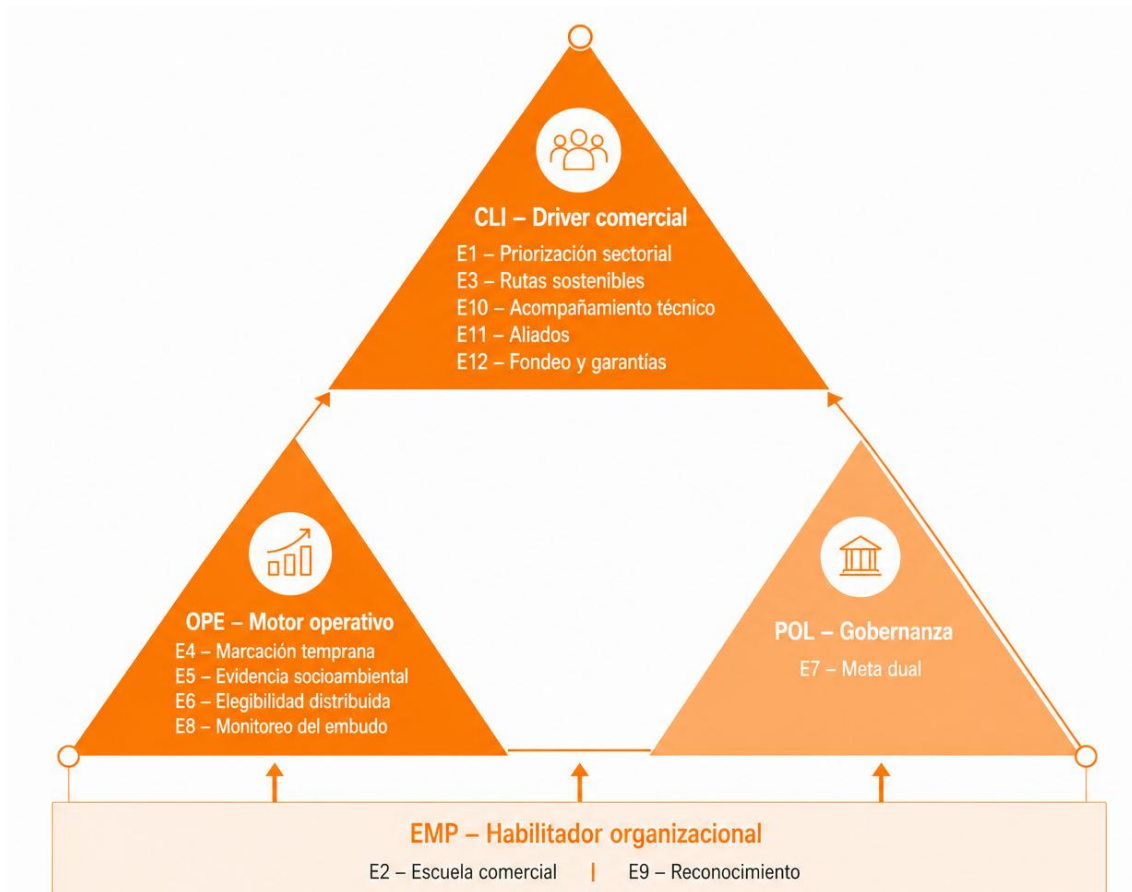 CLI – Driver comercial
E1 – Priorización sectorial
E3 – Rutas sostenibles
E10 – Acompañamiento técnico
E11 – Aliados
E12 – Fondeo y garantías
OPE – Motor operativo
E4 – Marcación temprana
E5 – Evidencia socioambiental
E6 – Elegibilidad distribuida
E8 – Monitoreo del embudo
POL – Gobernanza
E7 – Meta dual
EMP – Habilitador organizacional
E2 – Escuela comercial | E9 – Reconocimiento